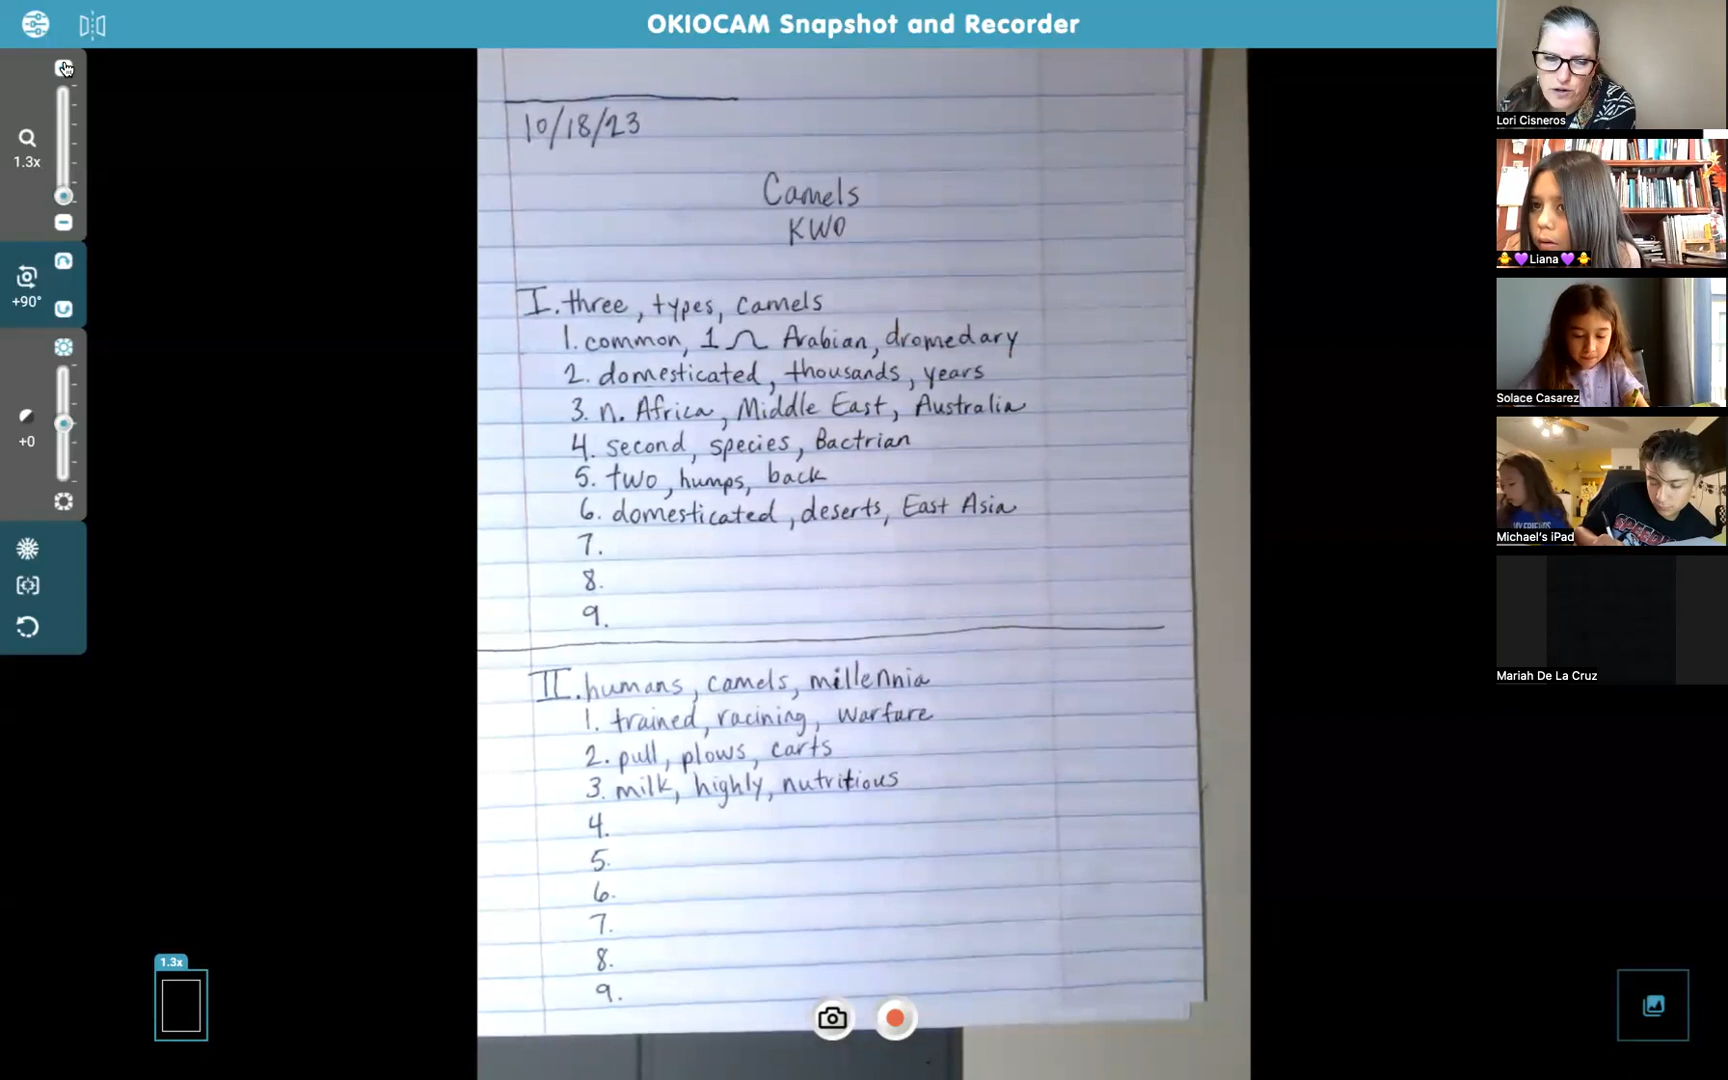 OKIOCAM Snapshot and Recorder
1.3x
+90°
+0
10/18/23
Camels
KWO
I. three, types, camels
1. common, 1 Arabian, dromedary
2. domesticated, thousands, years
3. n. Africa, Middle East, Australia
4. second, species, Bactrian
5. two, humps, back
6. domesticated, deserts, East Asia
7.
8.
9.
II. humans, camels, millennia
1. trained, racining, warfare
2. pull, plows, carts
3. milk, highly, nutritious
4.
5.
6.
7.
8.
9.
1.3x
Lori Cisneros
🐥💜Liana💜🐥
Solace Casarez
MY FRIENDS
Michael's iPad
Mariah De La Cruz